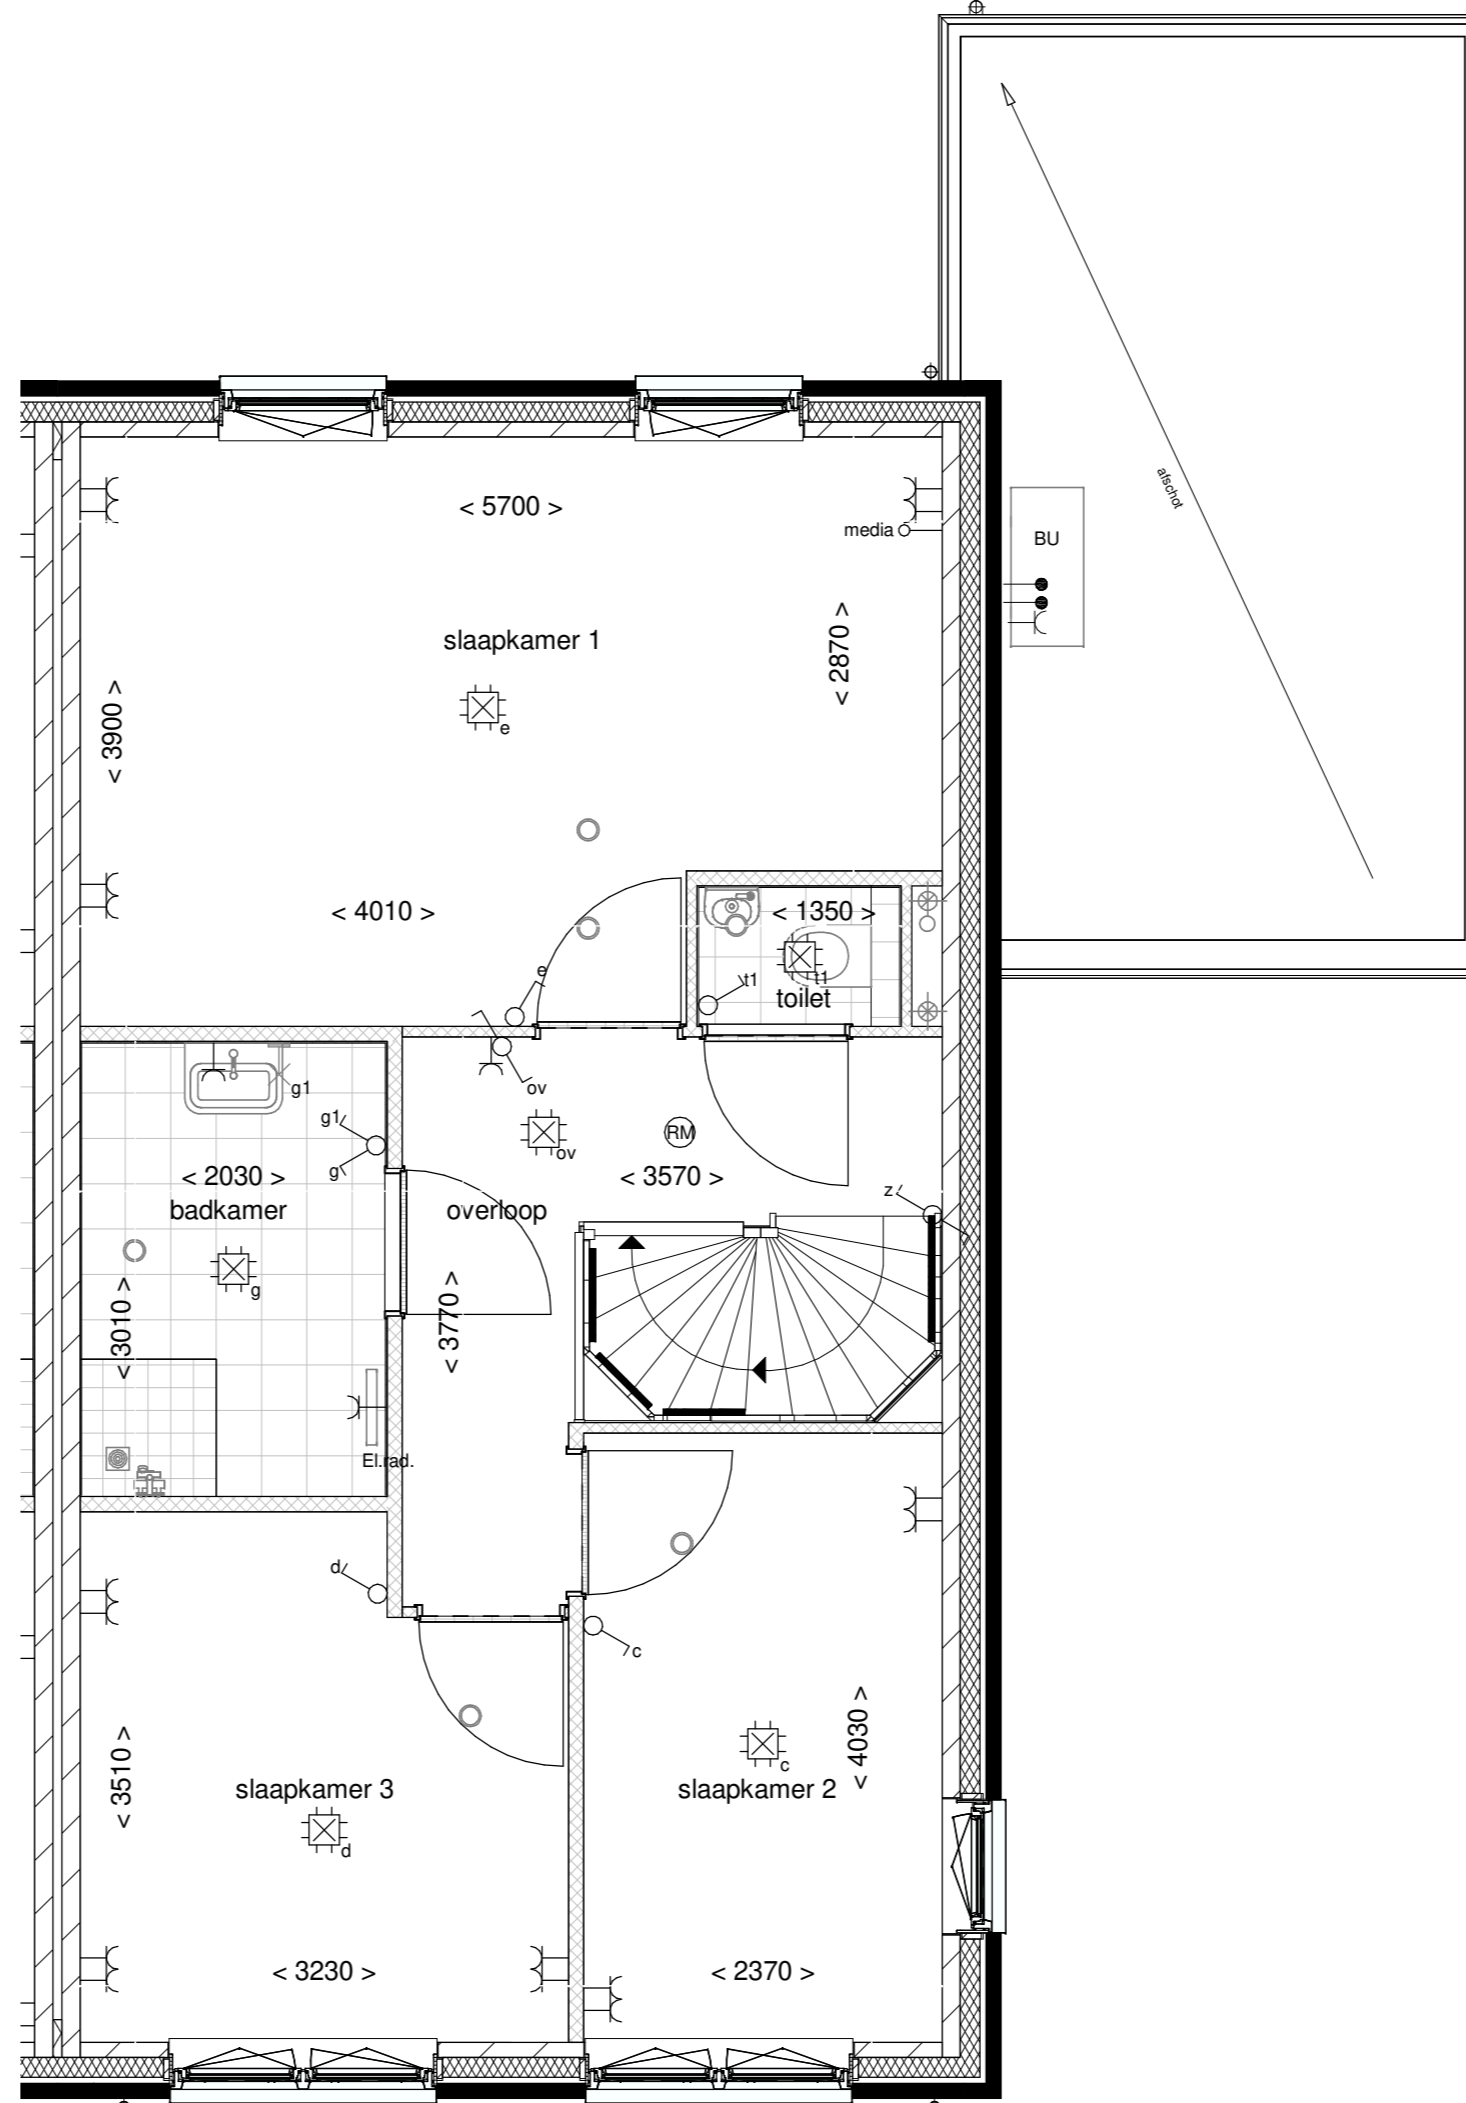 afschot
< 5700 >
media
BU
slaapkamer 1
< 2870 >
< 3900 >
e
< 4010 >
< 1350 >
e
t1
t1
toilet
g1
ov
g1
ov
RM
g
< 2030 >
< 3570 >
z
badkamer
overloop
g
< 3010 >
< 3770 >
El.rad.
d
c
< 3510 >
< 4030 >
c
slaapkamer 3
slaapkamer 2
d
< 3230 >
< 2370 >